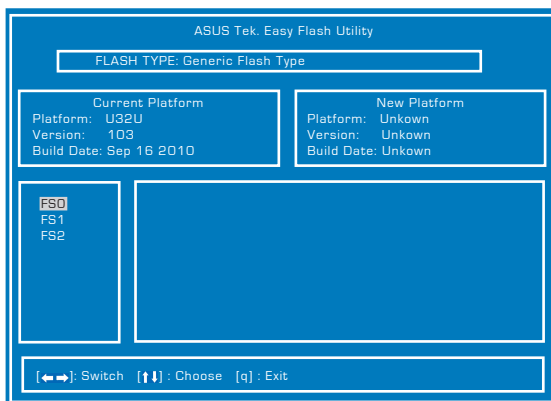 ASUS Tek. Easy Flash Utility
FLASH TYPE: Generic Flash Type
Current Platform
Platform: U32U
Version: 103
Build Date: Sep 16 2010
New Platform
Platform: Unkown
Version: Unkown
Build Date: Unkown
FS0
FS1
FS2
[←→]: Switch [↑↓] : Choose [q] : Exit